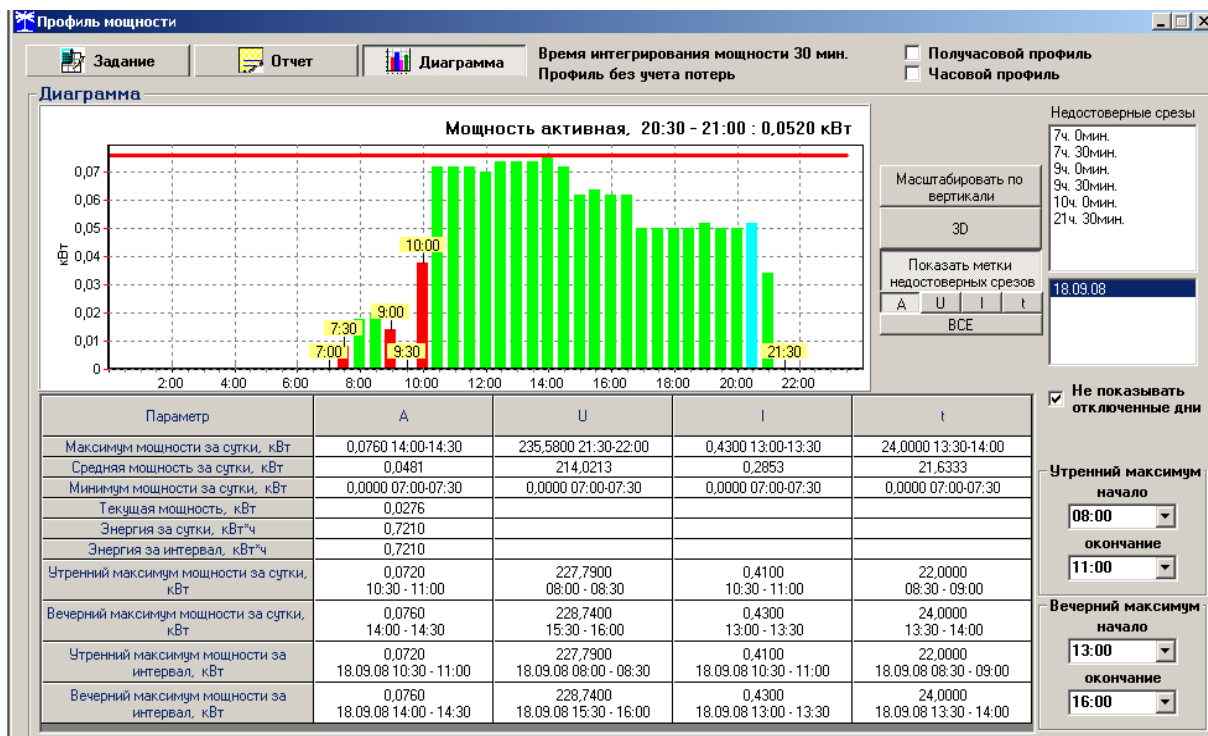 Профиль мощности
Задание
Отчет
Диаграмма
Время интегрирования мощности 30 мин.
Профиль без учета потерь
Получасовой профиль
Часовой профиль
Диаграмма
Мощность активная, 20:30 - 21:00 : 0,0520 кВт
кВт
0,07
0,06
0,05
0,04
0,03
0,02
0,01
0
7:00
7:30
9:00
9:30
10:00
21:30
2:00 4:00 6:00 8:00 10:00 12:00 14:00 16:00 18:00 20:00 22:00
Масштабировать по
вертикали
3D
Показать метки
недостоверных срезов
A U I t
ВСЕ
Недостоверные срезы
7ч. 0мин.
7ч. 30мин.
9ч. 0мин.
9ч. 30мин.
10ч. 0мин.
21ч. 30мин.
18.09.08
Не показывать
отключенные дни
Утренний максимум
начало
08:00
окончание
11:00
Вечерний максимум
начало
13:00
окончание
16:00
Параметр A U I t
Максимум мощности за сутки, кВт 0,0760 14:00-14:30 235,5800 21:30-22:00 0,4300 13:00-13:30 24,0000 13:30-14:00
Средняя мощность за сутки, кВт 0,0481 214,0213 0,2853 21,6333
Минимум мощности за сутки, кВт 0,0000 07:00-07:30 0,0000 07:00-07:30 0,0000 07:00-07:30 0,0000 07:00-07:30
Текущая мощность, кВт 0,0276
Энергия за сутки, кВт*ч 0,7210
Энергия за интервал, кВт*ч 0,7210
Утренний максимум мощности за сутки, 0,0720 227,7900 0,4100 22,0000
кВт 10:30 - 11:00 08:00 - 08:30 10:30 - 11:00 08:30 - 09:00
Вечерний максимум мощности за сутки, 0,0760 228,7400 0,4300 24,0000
кВт 14:00 - 14:30 15:30 - 16:00 13:00 - 13:30 13:30 - 14:00
Утренний максимум мощности за 0,0720 227,7900 0,4100 22,0000
интервал, кВт 18.09.08 10:30 - 11:00 18.09.08 08:00 - 08:30 18.09.08 10:30 - 11:00 18.09.08 08:30 - 09:00
Вечерний максимум мощности за 0,0760 228,7400 0,4300 24,0000
интервал, кВт 18.09.08 14:00 - 14:30 18.09.08 15:30 - 16:00 18.09.08 13:00 - 13:30 18.09.08 13:30 - 14:00